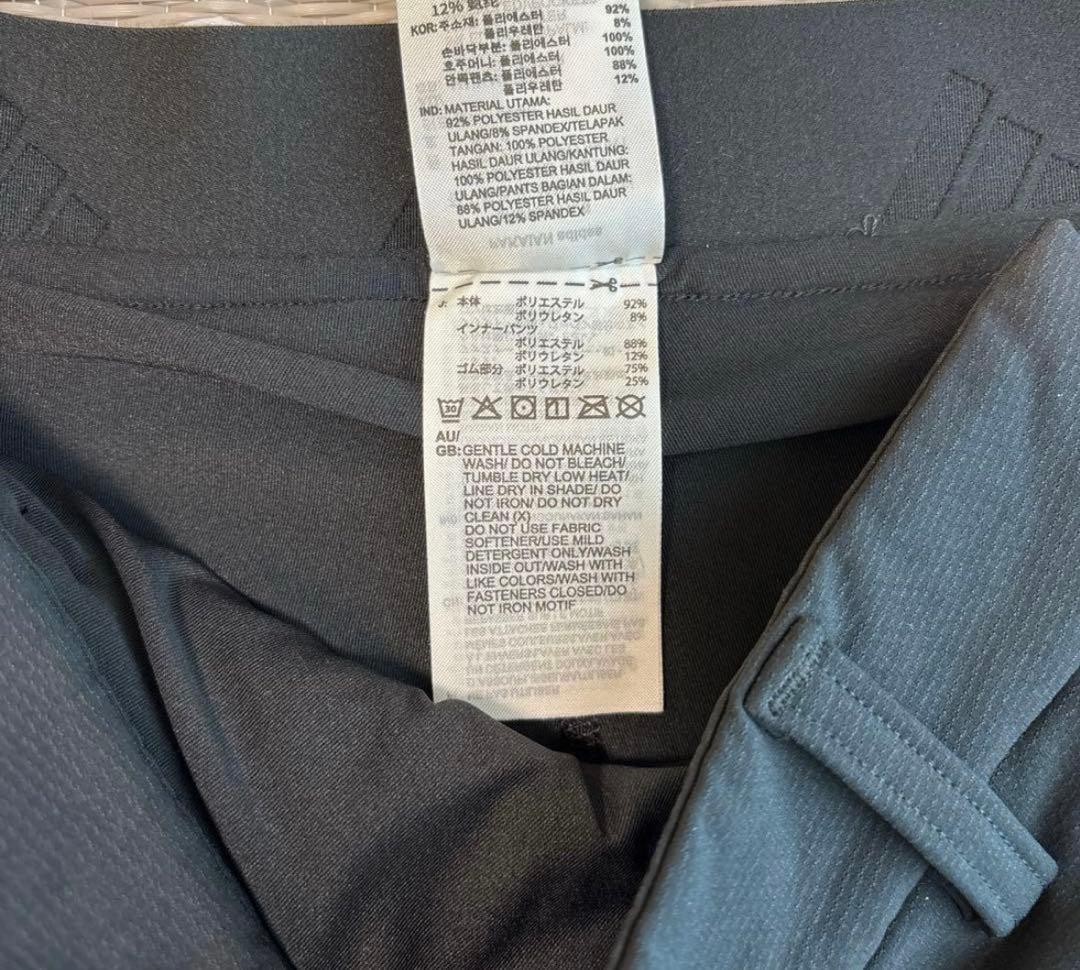 12%
92%
KOR: 주소재: 폴리에스터
8%
폴리우레탄
100%
손바닥부분: 폴리에스터
100%
호주머니: 폴리에스터
88%
안쪽팬츠: 폴리에스터
12%
폴리우레탄
IND: MATERIAL UTAMA:
92% POLYESTER HASIL DAUR
ULANG/8% SPANDEX/TELAPAK
TANGAN: 100% POLYESTER
HASIL DAUR ULANG/KANTUNG:
100% POLYESTER HASIL DAUR
ULANG/PANTS BAGIAN DALAM:
88% POLYESTER HASIL DAUR
ULANG/12% SPANDEX
本体 ポリエステル 92%
ポリウレタン 8%
インナーパンツ
ポリエステル 88%
ポリウレタン 12%
ゴム部分 ポリエステル 75%
ポリウレタン 25%
30
AU/
GB: GENTLE COLD MACHINE
WASH/ DO NOT BLEACH/
TUMBLE DRY LOW HEAT/
LINE DRY IN SHADE/ DO
NOT IRON/ DO NOT DRY
CLEAN (X)
DO NOT USE FABRIC
SOFTENER/USE MILD
DETERGENT ONLY/WASH
INSIDE OUT/WASH WITH
LIKE COLORS/WASH WITH
FASTENERS CLOSED/DO
NOT IRON MOTIF